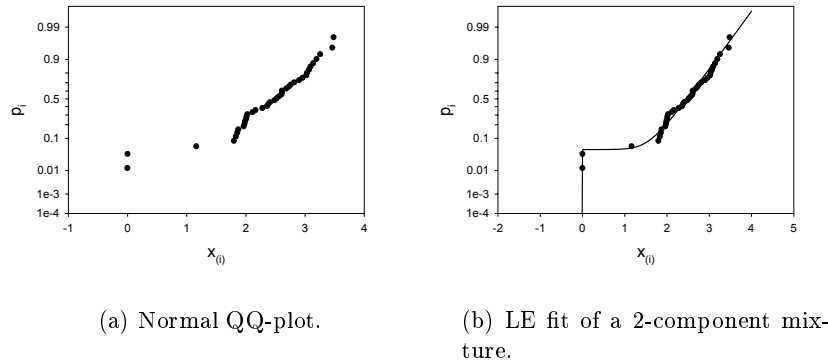 0.99
0.9
0.5
0.1
0.01
1e-3
1e-4
p_i
-1 0 1 2 3 4
x_(i)
(a) Normal QQ-plot.
0.99
0.9
0.5
0.1
0.01
1e-3
1e-4
p_i
-2 -1 0 1 2 3 4 5
x_(i)
(b) LE fit of a 2-component mix-
ture.